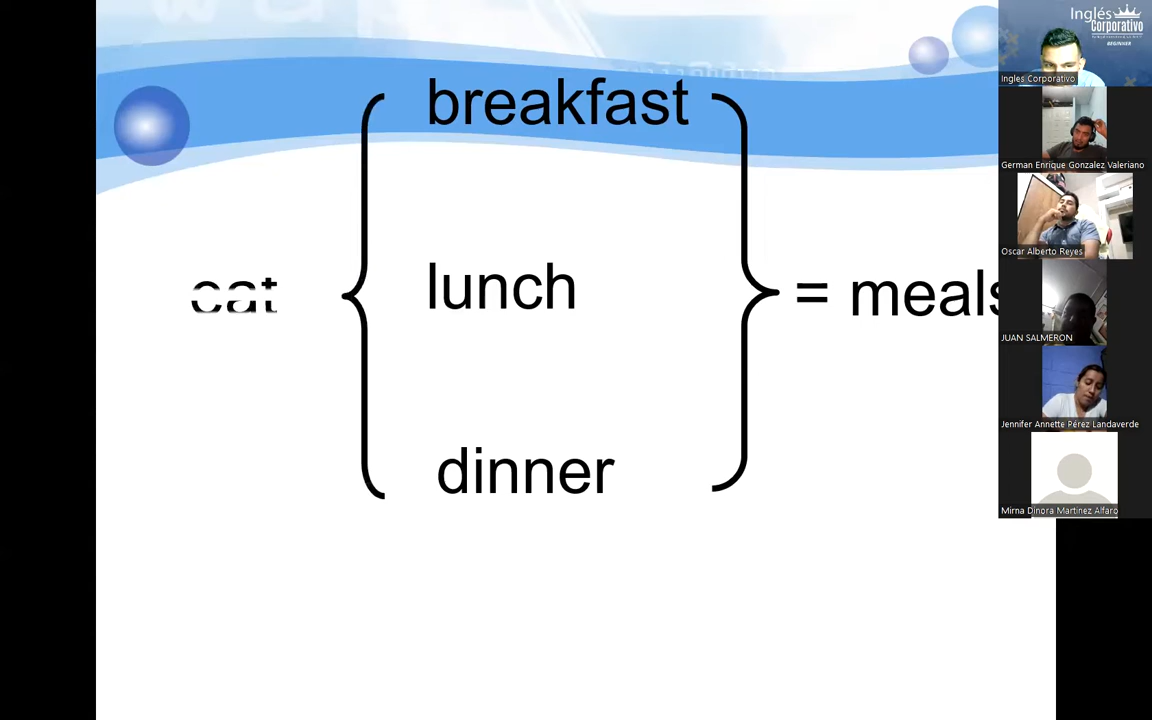 breakfast
eat
lunch
= meals
dinner
Inglés
Corporativo
BEGINNER
Ingles Corporativo
German Enrique Gonzalez Valeriano
Oscar Alberto Reyes
JUAN SALMERON
Jennifer Annette Pérez Landaverde
Mirna Dinora Martinez Alfaro